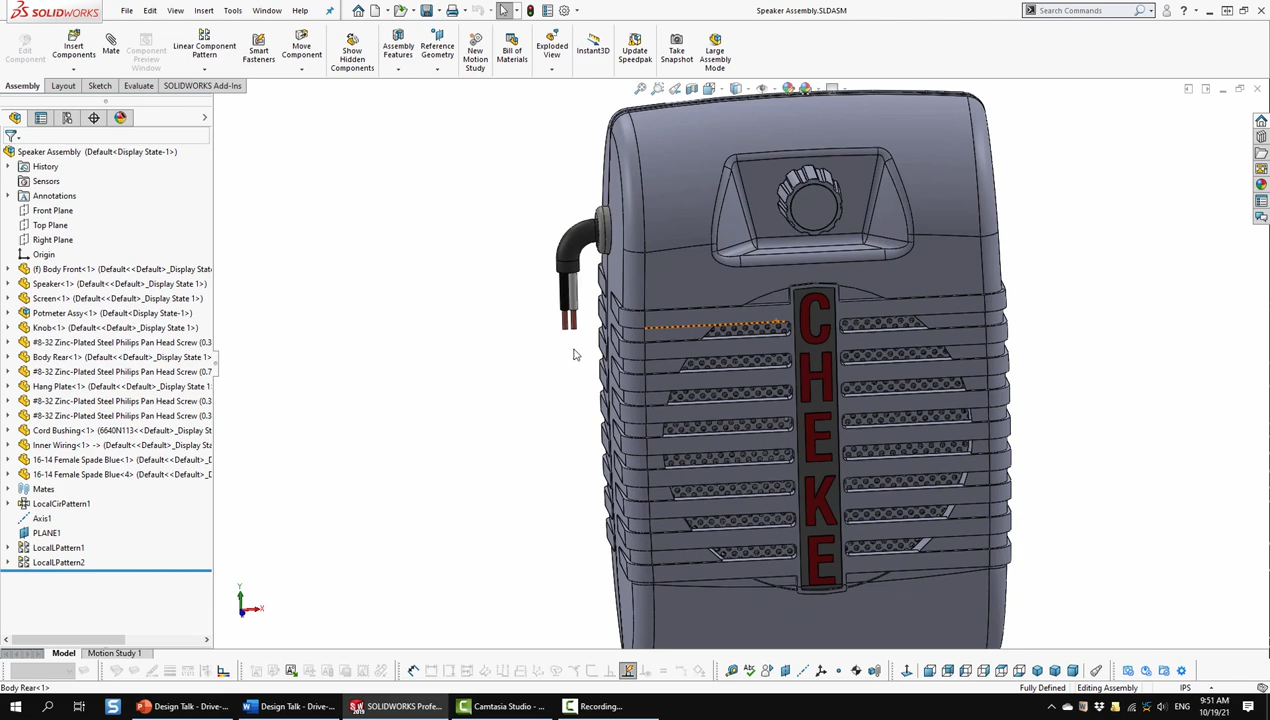 SOLIDWORKS
File
Edit
View
Insert
Tools
Window
Speaker Assembly.SLDASM
Search Commands
Edit Component
Insert Components
Mate
Component Preview Window
Linear Component Pattern
Smart Fasteners
Move Component
Show Hidden Components
Assembly Features
Reference Geometry
New Motion Study
Bill of Materials
Exploded View
Instant3D
Update Speedpak
Take Snapshot
Large Assembly Mode
Assembly
Layout
Sketch
Evaluate
SOLIDWORKS Add-Ins
Speaker Assembly (Default<Display State-1>)
History
Sensors
Annotations
Front Plane
Top Plane
Right Plane
Origin
(f) Body Front<1> (Default<<Default>_Display Stat
Speaker<1> (Default<<Default>_Display State 1>)
Screen<1> (Default<<Default>_Display State 1>)
Potmeter Assy<1> (Default<Display State-1>)
Knob<1> (Default<<Default>_Display State 1>)
#8-32 Zinc-Plated Steel Philips Pan Head Screw (0.3
Body Rear<1> (Default<<Default>_Display State 1>
#8-32 Zinc-Plated Steel Philips Pan Head Screw (0.7
Hang Plate<1> (Default<<Default>_Display State 1
#8-32 Zinc-Plated Steel Philips Pan Head Screw (0.3
#8-32 Zinc-Plated Steel Philips Pan Head Screw (0.3
Cord Bushing<1> (6640N113<<Default>_Display Sta
Inner Wiring<1> -> (Default<<Default>_Display Sta
16-14 Female Spade Blue<1> (Default<<Default>_D
16-14 Female Spade Blue<4> (Default<<Default>_D
Mates
LocalCirPattern1
Axis1
PLANE1
LocalLPattern1
LocalLPattern2
CHEKE
Y
X
Model
Motion Study 1
Body Rear<1>
Fully Defined
Editing Assembly
IPS
Design Talk - Drive-...
Design Talk - Drive-...
SOLIDWORKS Profe...
Camtasia Studio - ...
Recording...
9:51 AM
10/19/21